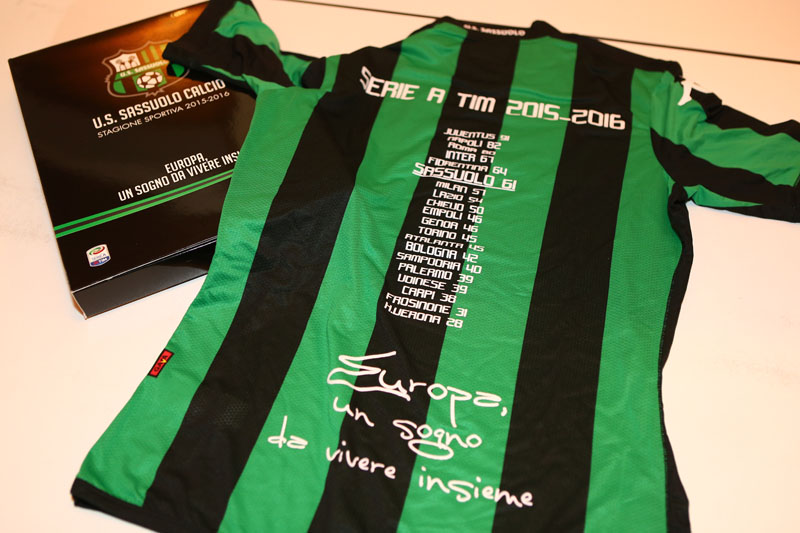 U.S. SASSUOLO
U.S. SASSUOLO CALCIO
STAGIONE SPORTIVA 2015-2016
EUROPA,
UN SOGNO DA VIVERE INSI
SERIE A TIM 2015-2016
JUVENTUS 91
NAPOLI 82
ROMA 80
INTER 67
FIORENTINA 64
SASSUOLO 61
MILAN 57
LAZIO 54
CHIEVO 50
EMPOLI 46
GENOA 46
TORINO 45
ATALANTA 45
BOLOGNA 42
SAMPDORIA 40
PALERMO 39
UDINESE 39
CARPI 38
FROSINONE 31
H.VERONA 28
Europa,
un sogno
da vivere insieme